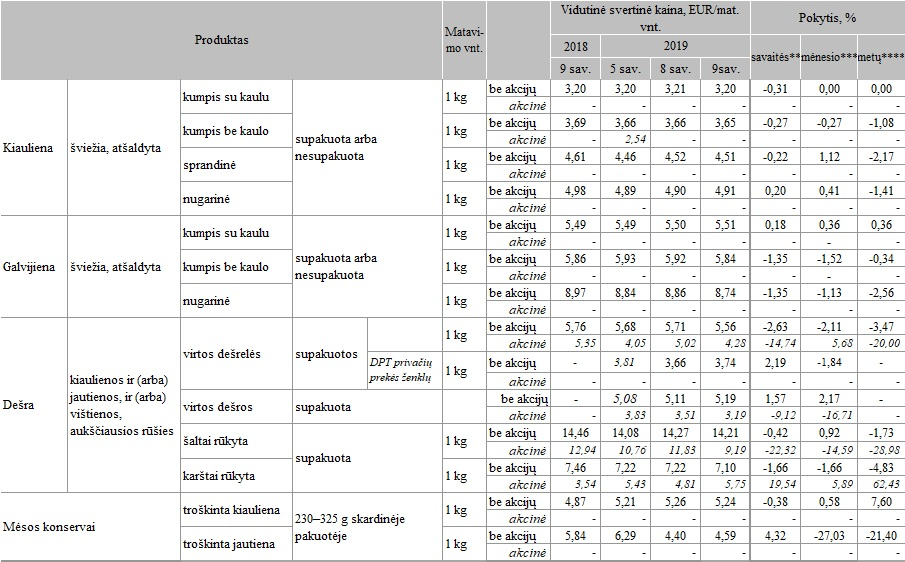 Produktas Matavi- Vidutinė svertinė kaina, EUR/mat. Pokytis, %
mo vnt. vnt.
2018 2019 savaitės** mėnesio*** metų****
9 sav. 5 sav. 8 sav. 9sav.
Kiauliena šviežia, atšaldyta kumpis su kaulu supakuota arba nesupakuota 1 kg be akcijų 3,20 3,20 3,21 3,20 -0,31 0,00 0,00
akcinė - - - - - - -
kumpis be kaulo 1 kg be akcijų 3,69 3,66 3,66 3,65 -0,27 -0,27 -1,08
akcinė - 2,54 - - - - -
sprandinė 1 kg be akcijų 4,61 4,46 4,52 4,51 -0,22 1,12 -2,17
akcinė - - - - - - -
nugarinė 1 kg be akcijų 4,98 4,89 4,90 4,91 0,20 0,41 -1,41
akcinė - - - - - - -
Galvijiena šviežia, atšaldyta kumpis su kaulu supakuota arba nesupakuota 1 kg be akcijų 5,49 5,49 5,50 5,51 0,18 0,36 0,36
akcinė - - - - - - -
kumpis be kaulo 1 kg be akcijų 5,86 5,93 5,92 5,84 -1,35 -1,52 -0,34
akcinė - - - - - - -
nugarinė 1 kg be akcijų 8,97 8,84 8,86 8,74 -1,35 -1,13 -2,56
akcinė - - - - - - -
Dešra kiaulienos ir (arba) jautienos, ir (arba) vištienos, aukščiausios rūšies virtos dešrelės supakuotos 1 kg be akcijų 5,76 5,68 5,71 5,56 -2,63 -2,11 -3,47
akcinė 5,35 4,05 5,02 4,28 -14,74 5,68 -20,00
DPT privačių prekės ženklų 1 kg be akcijų - 3,81 3,66 3,74 2,19 -1,84 -
akcinė - - - - - - -
virtos dešros supakuota be akcijų - 5,08 5,11 5,19 1,57 2,17 -
akcinė - 3,83 3,51 3,19 -9,12 -16,71 -
šaltai rūkyta supakuota 1 kg be akcijų 14,46 14,08 14,27 14,21 -0,42 0,92 -1,73
akcinė 12,94 10,76 11,83 9,19 -22,32 -14,59 -28,98
karštai rūkyta 1 kg be akcijų 7,46 7,22 7,22 7,10 -1,66 -1,66 -4,83
akcinė 3,54 5,43 4,81 5,75 19,54 5,89 62,43
Mėsos konservai troškinta kiauliena 230–325 g skardinėje pakuotėje 1 kg be akcijų 4,87 5,21 5,26 5,24 -0,38 0,58 7,60
akcinė - - - - - - -
troškinta jautiena 1 kg be akcijų 5,84 6,29 4,40 4,59 4,32 -27,03 -21,40
akcinė - - - - - - -